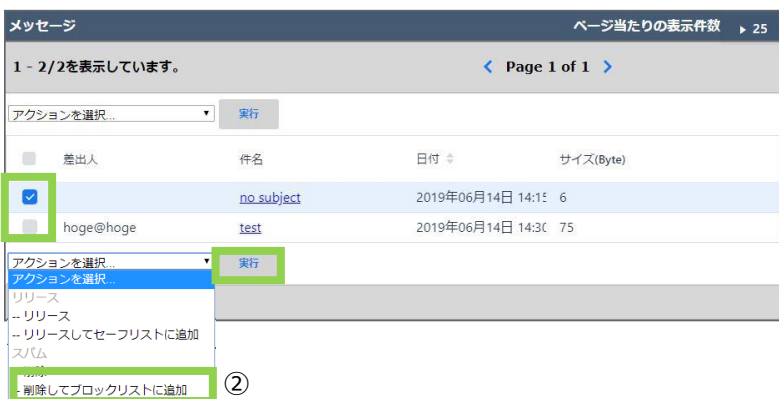 メッセージ ページ当たりの表示件数 ▶ 25
1 - 2/2を表示しています。 Page 1 of 1
アクションを選択... 実行
差出人 件名 日付 サイズ(Byte)
no subject 2019年06月14日 14:15 6
hoge@hoge test 2019年06月14日 14:30 75
アクションを選択... 実行
アクションを選択...
リリース
-- リリース
-- リリースしてセーフリストに追加
スパム
削除
- 削除してブロックリストに追加 ②